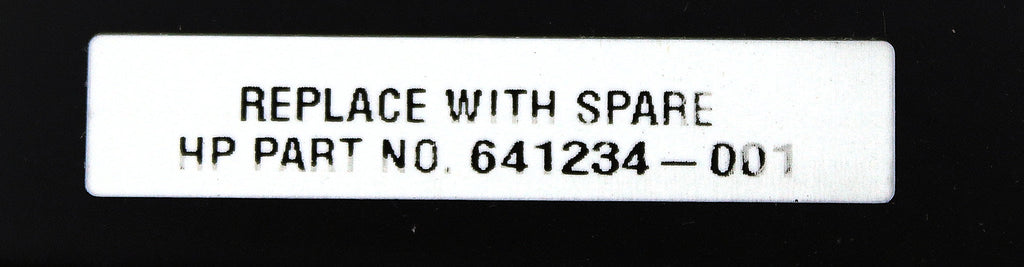 REPLACE WITH SPARE
HP PART NO. 641234-001